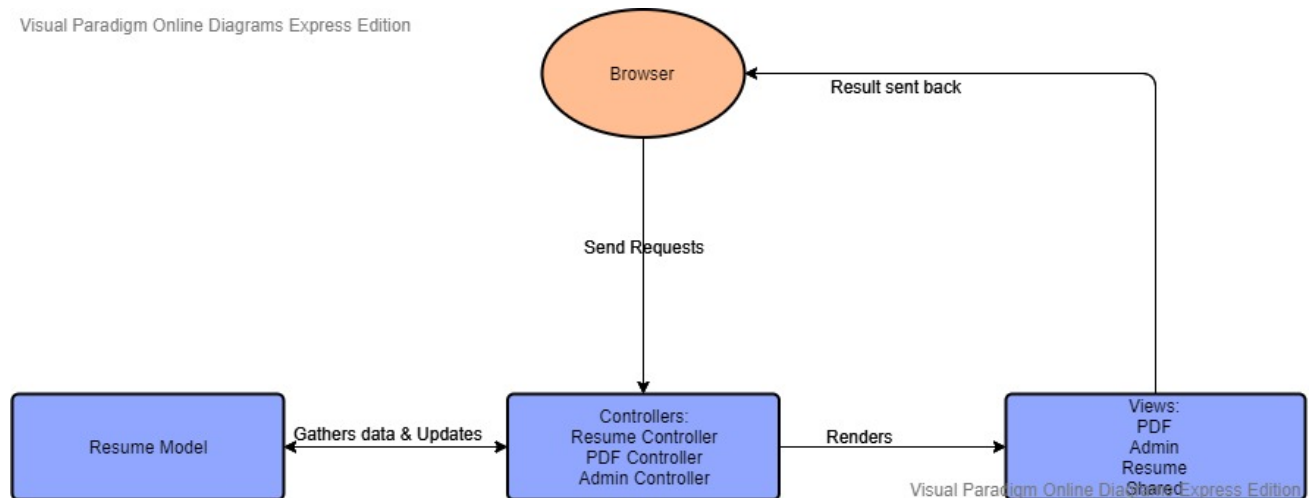 Visual Paradigm Online Diagrams Express Edition
Browser
Result sent back
Send Requests
Resume Model
Gathers data & Updates
Controllers:
Resume Controller
PDF Controller
Admin Controller
Renders
Views:
PDF
Admin
Resume
Shared
Visual Paradigm Online Diagrams Express Edition